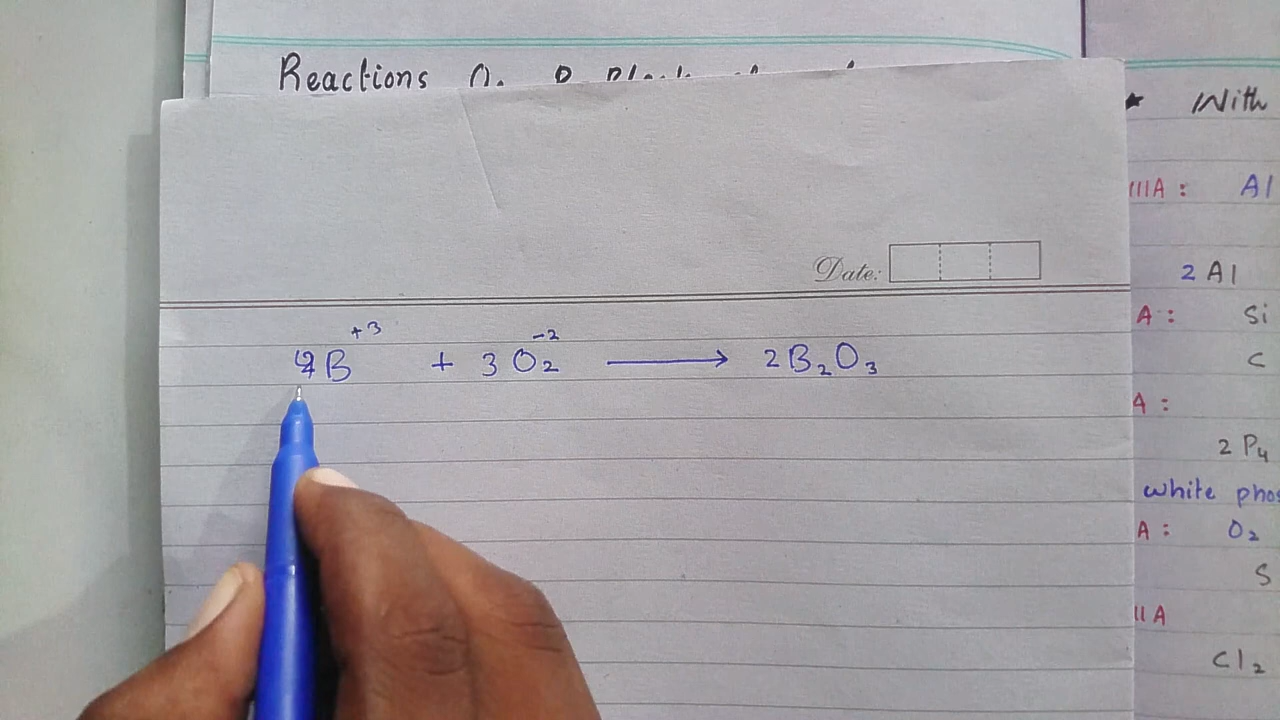 Reactions
★ With
IIIA : Al
Date:
2 Al
A : Si
+3 -2
4B + 3O₂ ⟶ 2B₂O₃
C
A :
2 P₄
white phos
A : O₂
S
IIA
Cl₂